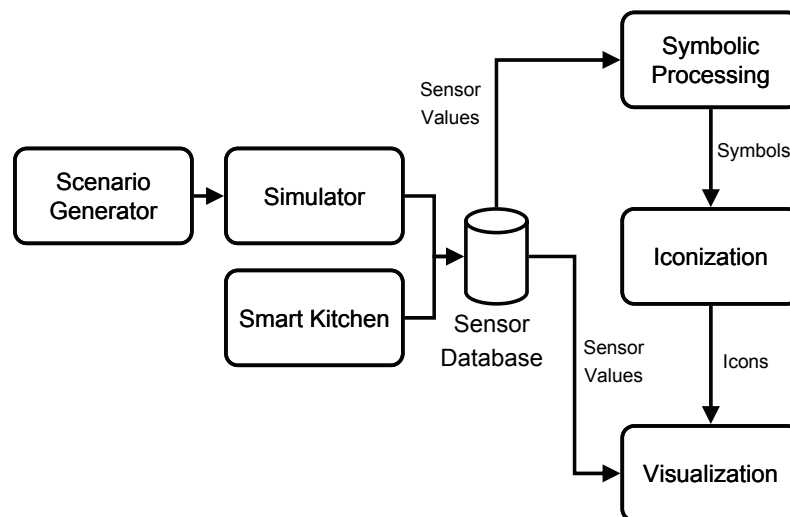 Symbolic
Processing
Sensor
Values
Symbols
Scenario
Generator
Simulator
Iconization
Smart Kitchen
Sensor
Database
Sensor
Values
Icons
Visualization